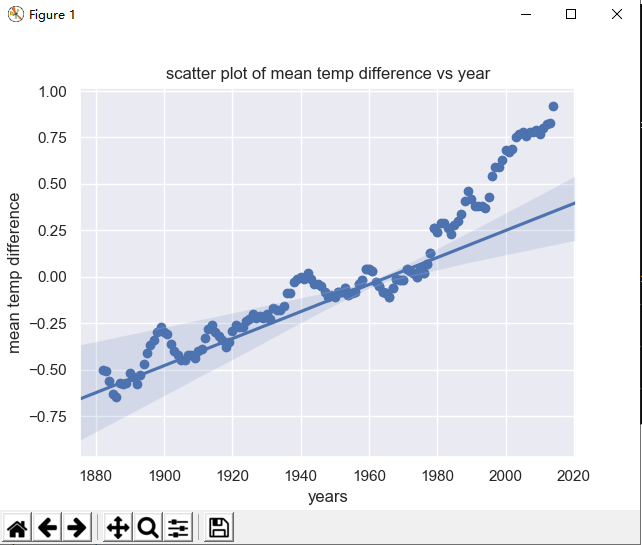 Figure 1
scatter plot of mean temp difference vs year
1.00
0.75
0.50
0.25
0.00
−0.25
−0.50
−0.75
mean temp difference
1880 1900 1920 1940 1960 1980 2000 2020
years